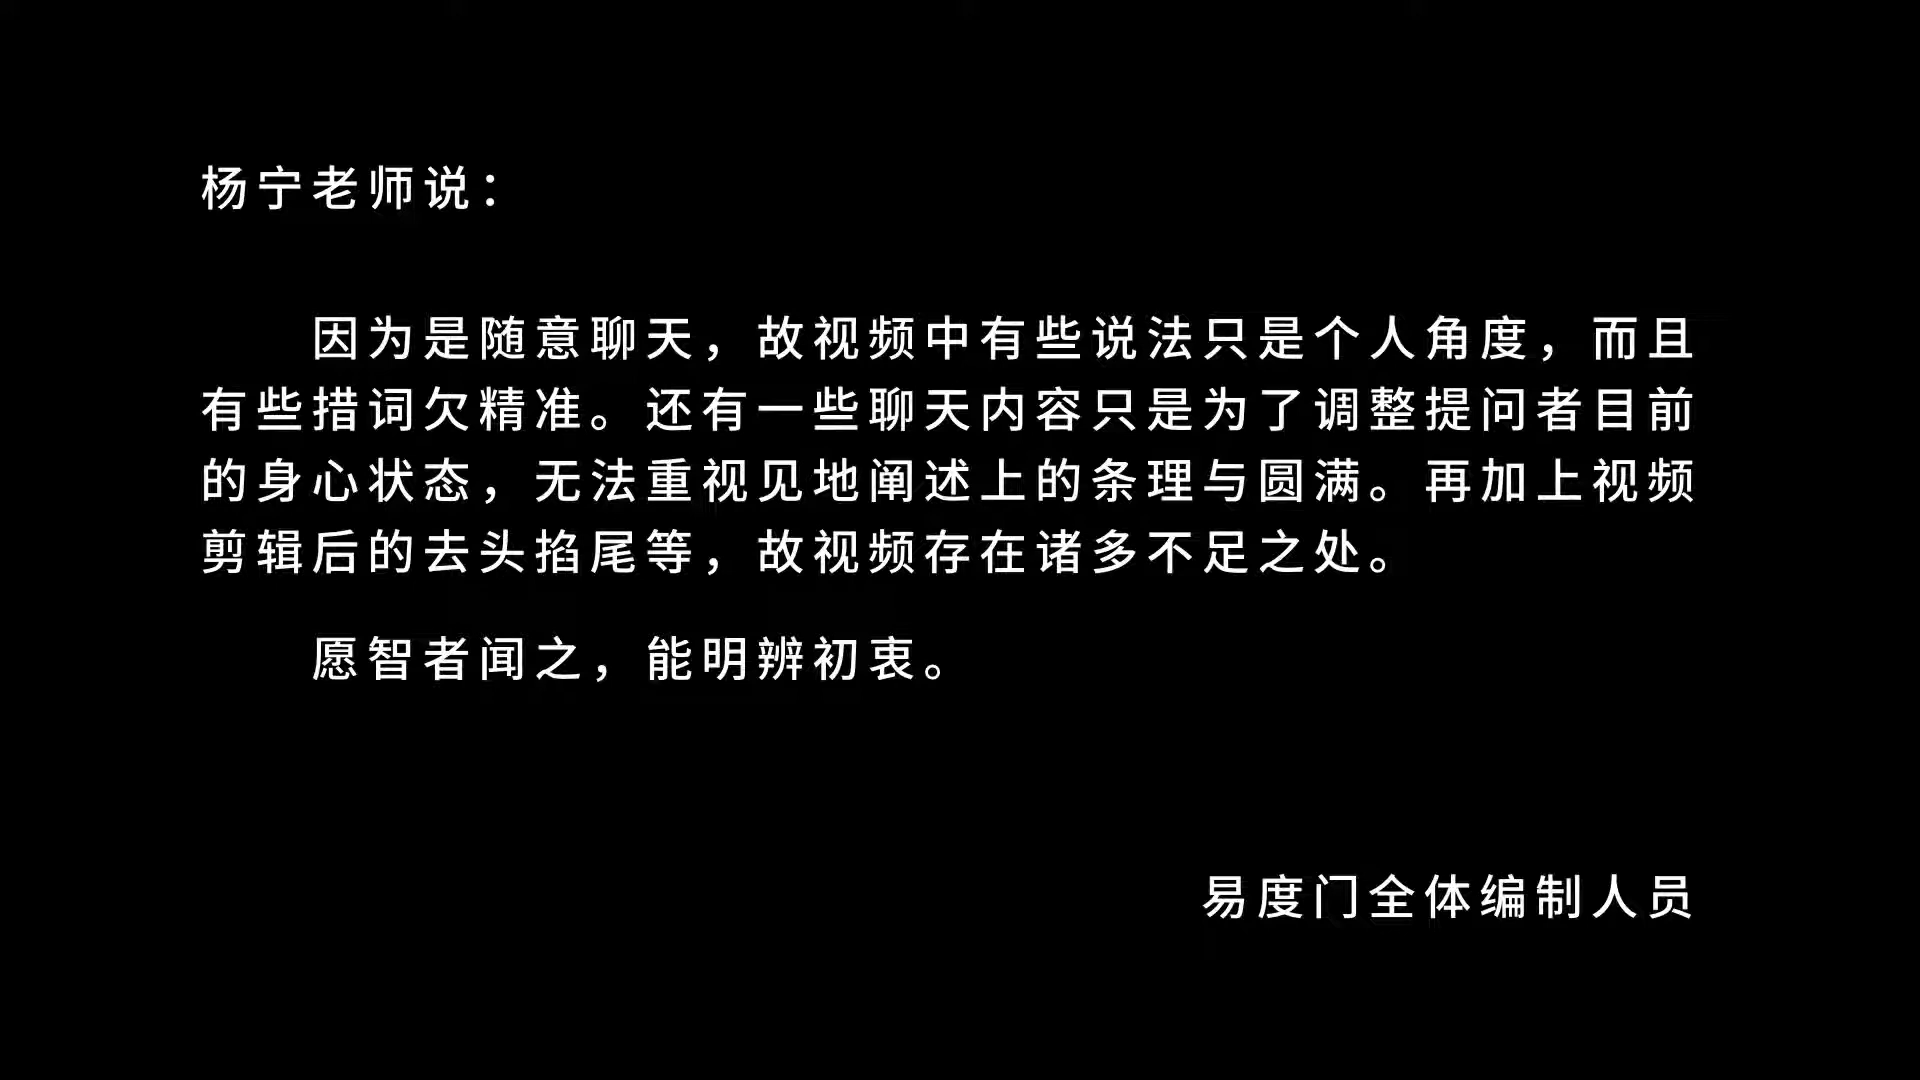 杨宁老师说：
因为是随意聊天，故视频中有些说法只是个人角度，而且
有些措词欠精准。还有一些聊天内容只是为了调整提问者目前
的身心状态，无法重视见地阐述上的条理与圆满。再加上视频
剪辑后的去头掐尾等，故视频存在诸多不足之处。
愿智者闻之，能明辨初衷。
易度门全体编制人员